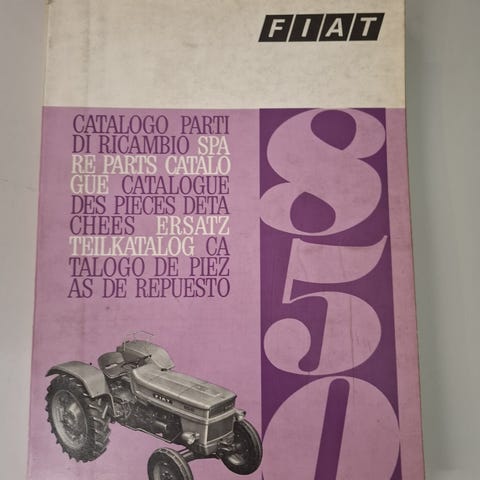 FIAT
CATALOGO PARTI
DI RICAMBIO SPA
RE PARTS CATALO
GUE CATALOGUE
DES PIECES DETA
CHEES ERSATZ
TEILKATALOG CA
TALOGO DE PIEZ
AS DE REPUESTO
850
FIAT